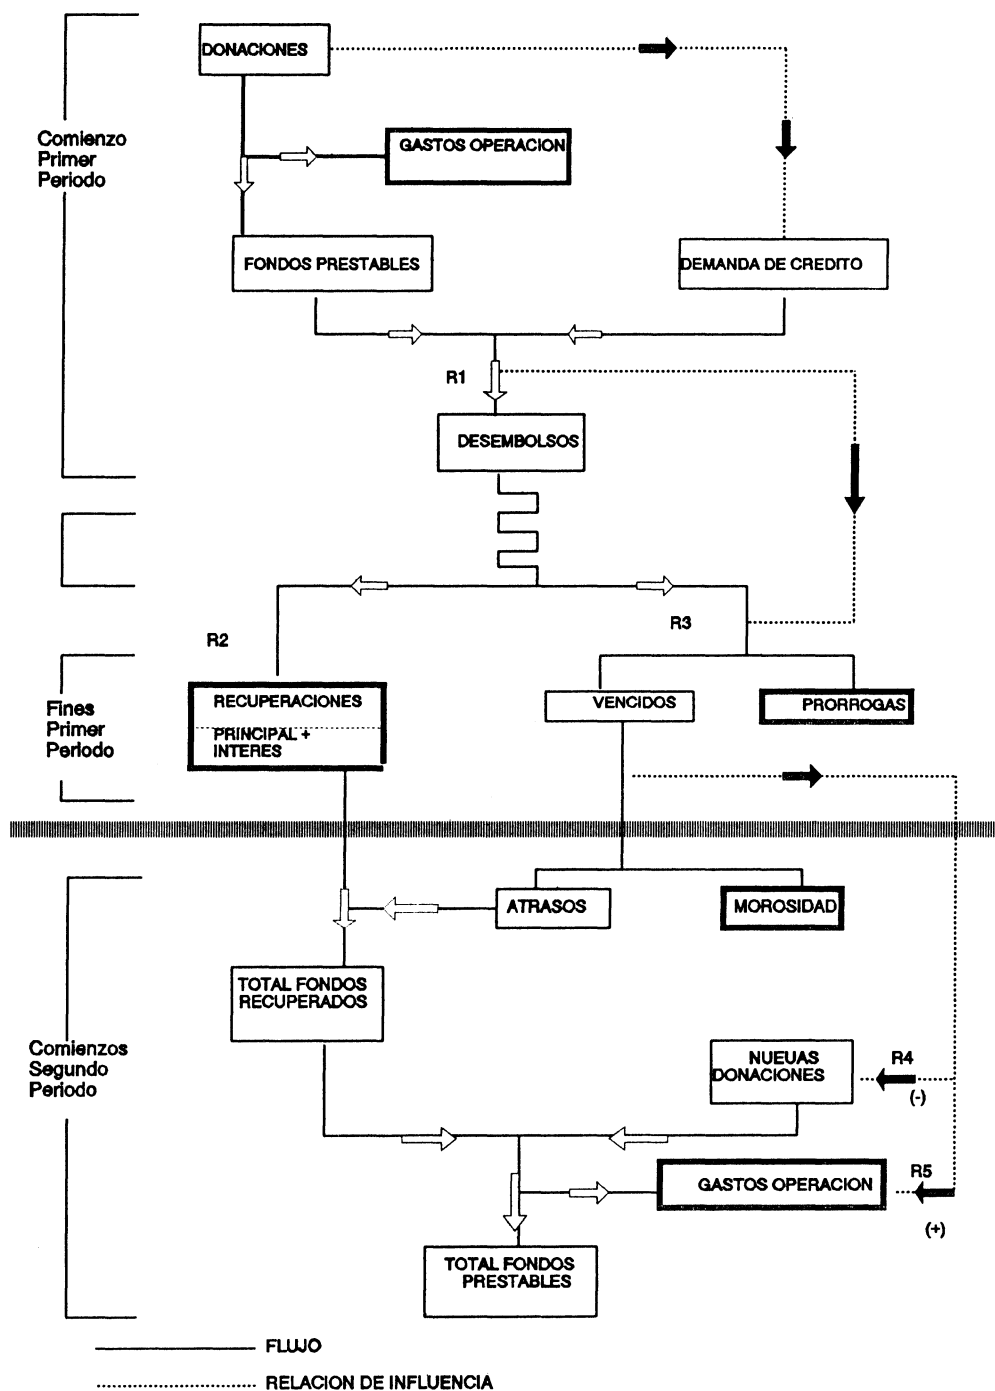 DONACIONES
Comienzo
Primer
Periodo
GASTOS OPERACION
FONDOS PRESTABLES
DEMANDA DE CREDITO
R1
DESEMBOLSOS
R2
R3
Fines
Primer
Periodo
RECUPERACIONES
PRINCIPAL +
INTERES
VENCIDOS
PRORROGAS
ATRASOS
MOROSIDAD
TOTAL FONDOS
RECUPERADOS
Comienzos
Segundo
Periodo
NUEUAS
DONACIONES
R4
(-)
GASTOS OPERACION
R5
(+)
TOTAL FONDOS
PRESTABLES
FLUJO
RELACION DE INFLUENCIA